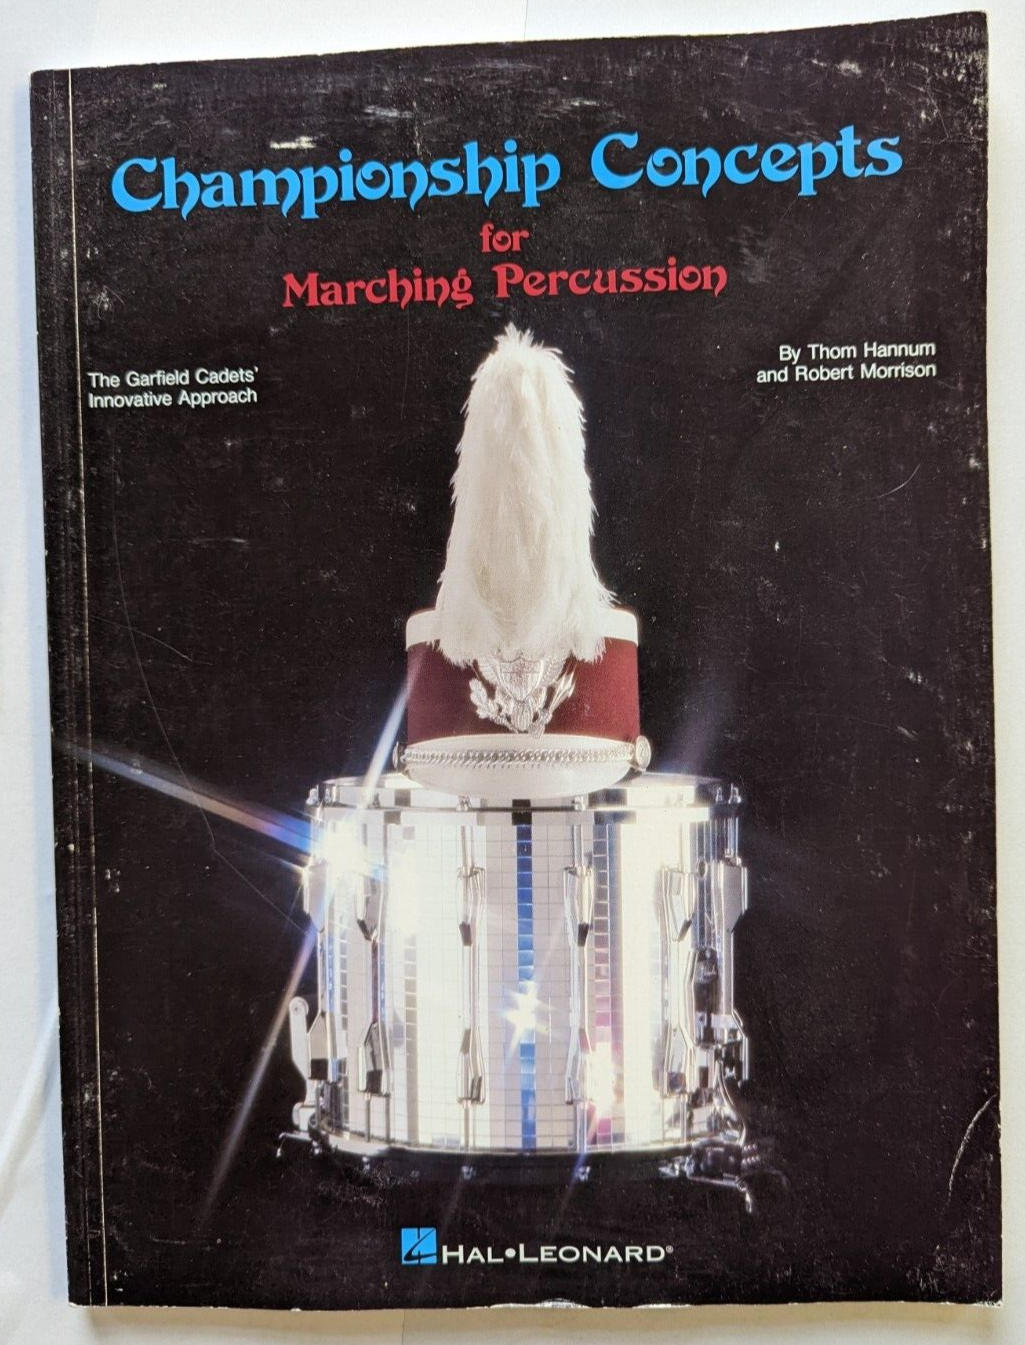 Championship Concepts
for
Marching Percussion
The Garfield Cadets'
Innovative Approach
By Thom Hannum
and Robert Morrison
HAL•LEONARD®